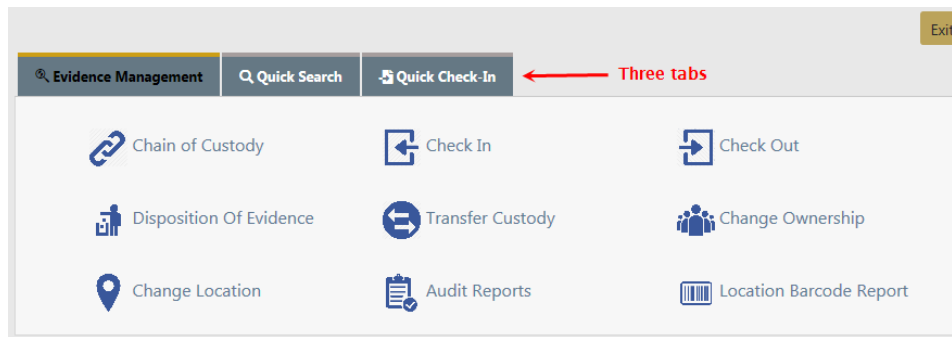 Exit
Evidence Management Quick Search Quick Check-In Three tabs
Chain of Custody Check In Check Out
Disposition Of Evidence Transfer Custody Change Ownership
Change Location Audit Reports Location Barcode Report